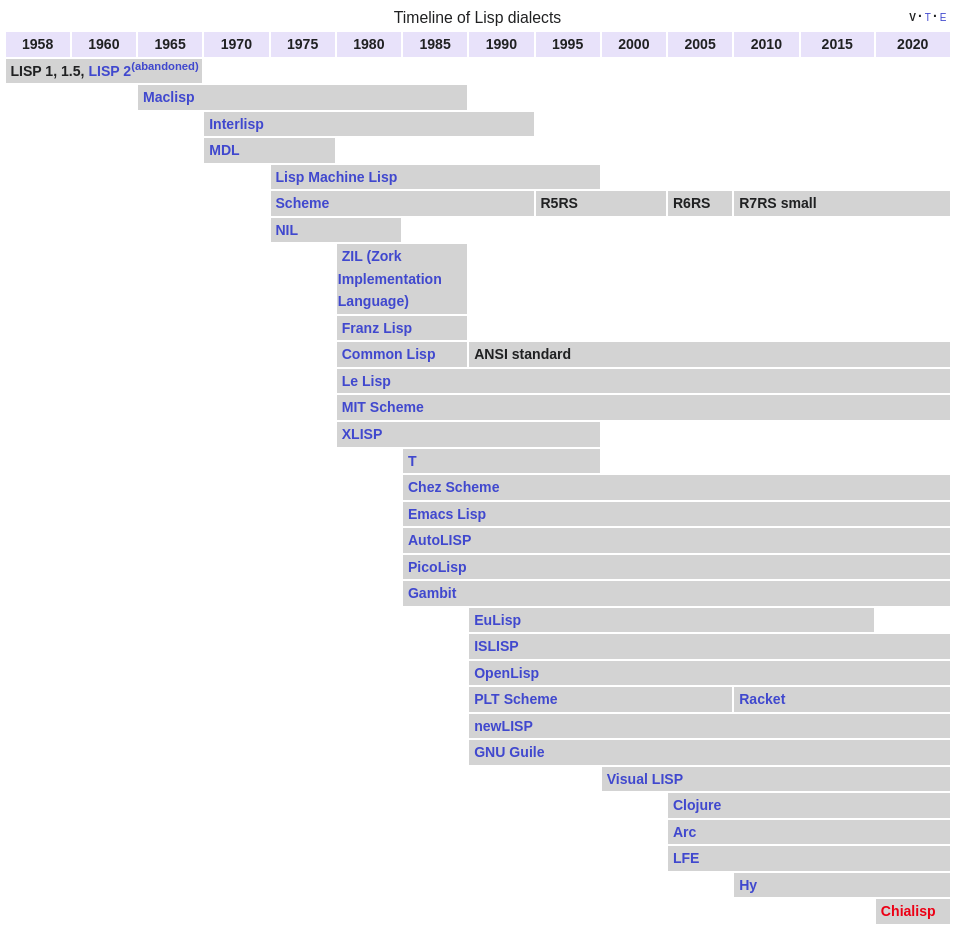 Timeline of Lisp dialects
V · T · E
1958 1960 1965 1970 1975 1980 1985 1990 1995 2000 2005 2010 2015 2020
LISP 1, 1.5, LISP 2(abandoned)
Maclisp
Interlisp
MDL
Lisp Machine Lisp
Scheme R5RS R6RS R7RS small
NIL
ZIL (Zork
Implementation
Language)
Franz Lisp
Common Lisp ANSI standard
Le Lisp
MIT Scheme
XLISP
T
Chez Scheme
Emacs Lisp
AutoLISP
PicoLisp
Gambit
EuLisp
ISLISP
OpenLisp
PLT Scheme Racket
newLISP
GNU Guile
Visual LISP
Clojure
Arc
LFE
Hy
Chialisp